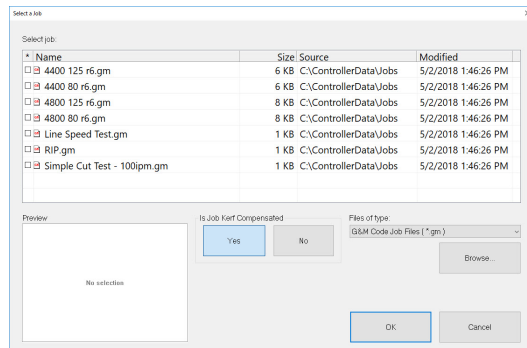 Select a Job
Select job:
* Name Size Source Modified
4400 125 r6.gm 6 KB C:\ControllerData\Jobs 5/2/2018 1:46:26 PM
4400 80 r6.gm 6 KB C:\ControllerData\Jobs 5/2/2018 1:46:26 PM
4800 125 r6.gm 8 KB C:\ControllerData\Jobs 5/2/2018 1:46:26 PM
4800 80 r6.gm 8 KB C:\ControllerData\Jobs 5/2/2018 1:46:26 PM
Line Speed Test.gm 1 KB C:\ControllerData\Jobs 5/2/2018 1:46:26 PM
RIP.gm 1 KB C:\ControllerData\Jobs 5/2/2018 1:46:26 PM
Simple Cut Test - 100ipm.gm 1 KB C:\ControllerData\Jobs 5/2/2018 1:46:26 PM
Preview Is Job Kerf Compensated Files of type:
Yes No G&M Code Job Files ( *.gm )
Browse...
No selection
OK Cancel